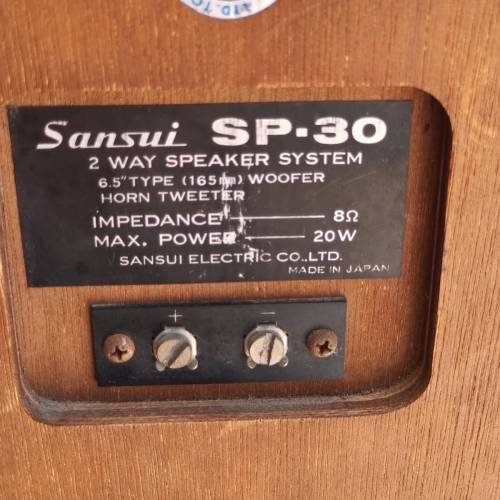 Sansui SP-30
2 WAY SPEAKER SYSTEM
6.5" TYPE (165mm) WOOFER
HORN TWEETER
IMPEDANCE 8Ω
MAX. POWER 20W
SANSUI ELECTRIC CO.,LTD.
MADE IN JAPAN
+ −